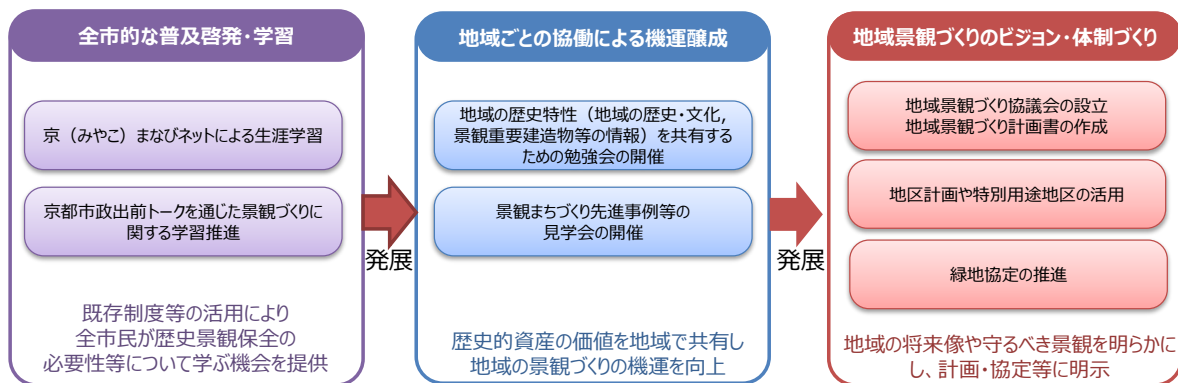 全市的な普及啓発・学習
京（みやこ）まなびネットによる生涯学習
京都市政出前トークを通じた景観づくりに
関する学習推進
既存制度等の活用により
全市民が歴史景観保全の
必要性等について学ぶ機会を提供
発展
地域ごとの協働による機運醸成
地域の歴史特性（地域の歴史・文化,
景観重要建造物等の情報）を共有する
ための勉強会の開催
景観まちづくり先進事例等の
見学会の開催
歴史的資産の価値を地域で共有し
地域の景観づくりの機運を向上
発展
地域景観づくりのビジョン・体制づくり
地域景観づくり協議会の設立
地域景観づくり計画書の作成
地区計画や特別用途地区の活用
緑地協定の推進
地域の将来像や守るべき景観を明らかに
し、計画・協定等に明示